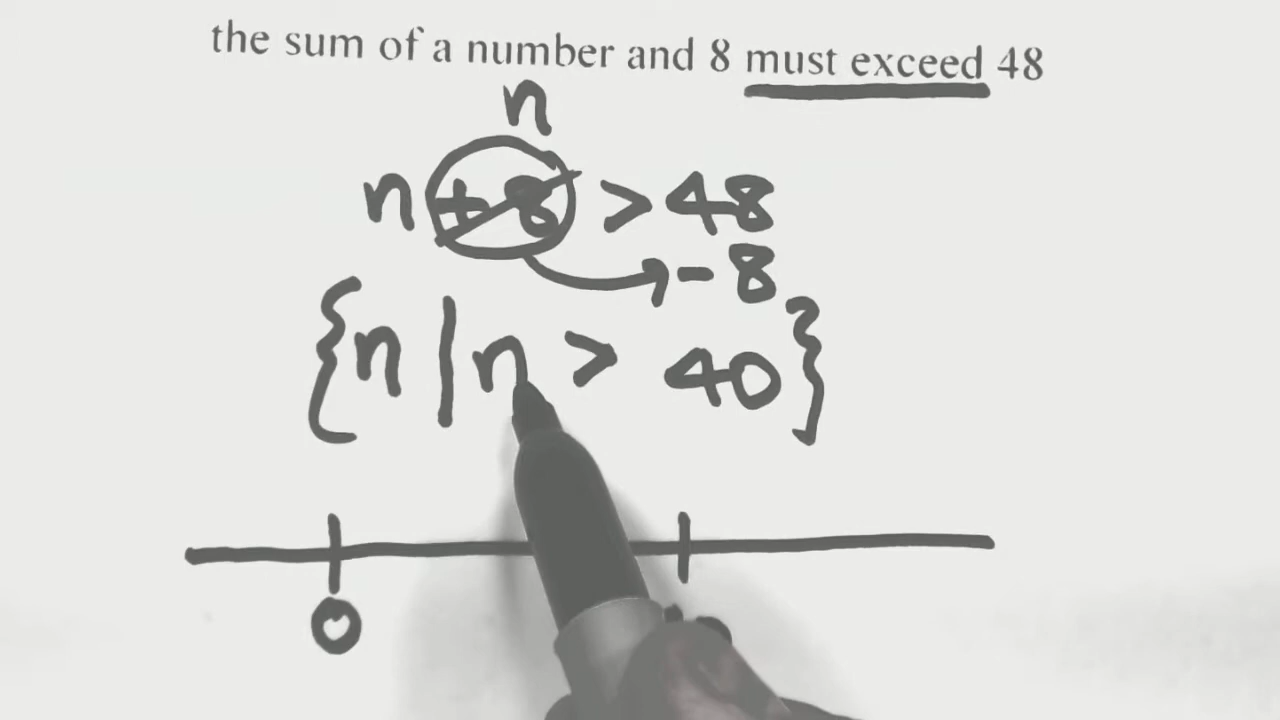 the sum of a number and 8 must exceed 48
n
n + 8 > 48
- 8
{n | n > 40}
0